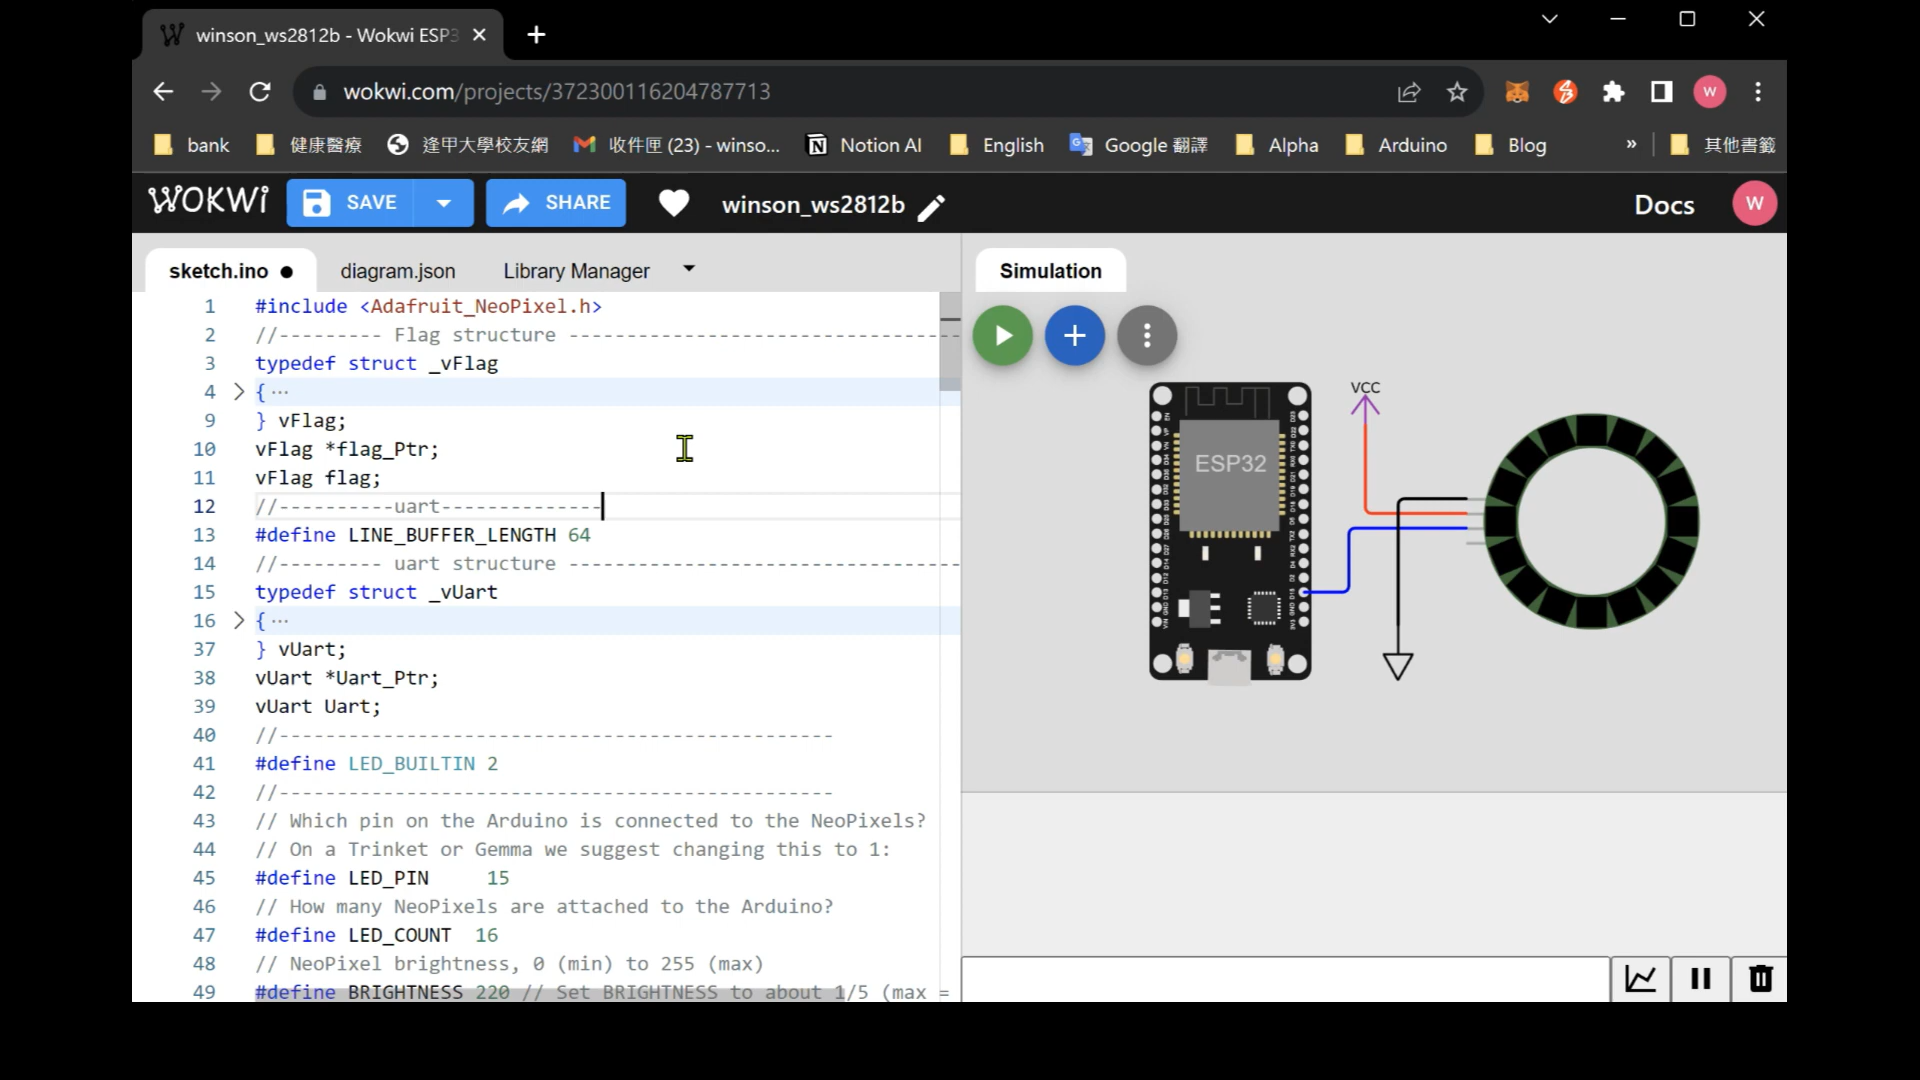 winson_ws2812b - Wokwi ESP3
wokwi.com/projects/372300116204787713
W
bank
健康醫療
逢甲大學校友網
收件匣 (23) - winso...
Notion AI
English
Google 翻譯
Alpha
Arduino
Blog
»
其他書籤
WOKWi
SAVE
SHARE
winson_ws2812b
Docs
W
sketch.ino ●
diagram.json
Library Manager
1 #include <Adafruit_NeoPixel.h>
2 //--------- Flag structure ----------------------------------
3 typedef struct _vFlag
4 {···
9 } vFlag;
10 vFlag *flag_Ptr;
11 vFlag flag;
12 //----------uart--------------
13 #define LINE_BUFFER_LENGTH 64
14 //--------- uart structure ----------------------------------
15 typedef struct _vUart
16 {···
37 } vUart;
38 vUart *Uart_Ptr;
39 vUart Uart;
40 //------------------------------------------------
41 #define LED_BUILTIN 2
42 //------------------------------------------------
43 // Which pin on the Arduino is connected to the NeoPixels?
44 // On a Trinket or Gemma we suggest changing this to 1:
45 #define LED_PIN     15
46 // How many NeoPixels are attached to the Arduino?
47 #define LED_COUNT  16
48 // NeoPixel brightness, 0 (min) to 255 (max)
49 #define BRIGHTNESS 220 // Set BRIGHTNESS to about 1/5 (max =
Simulation
VCC
ESP32